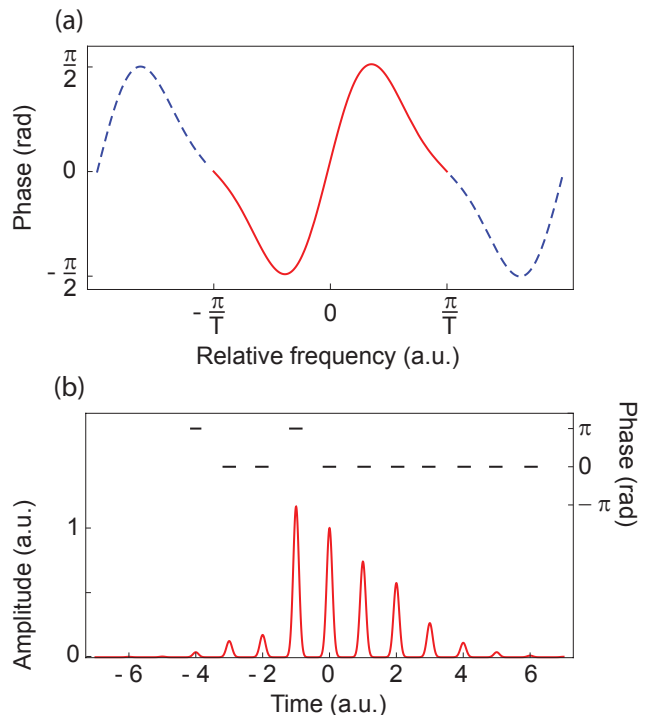 (a)
Phase (rad)
π/2
0
- π/2
- π/T
0
π/T
Relative frequency (a.u.)
(b)
Amplitude (a.u.)
1
0
π
0
- π
Phase (rad)
- 6
- 4
- 2
0
2
4
6
Time (a.u.)